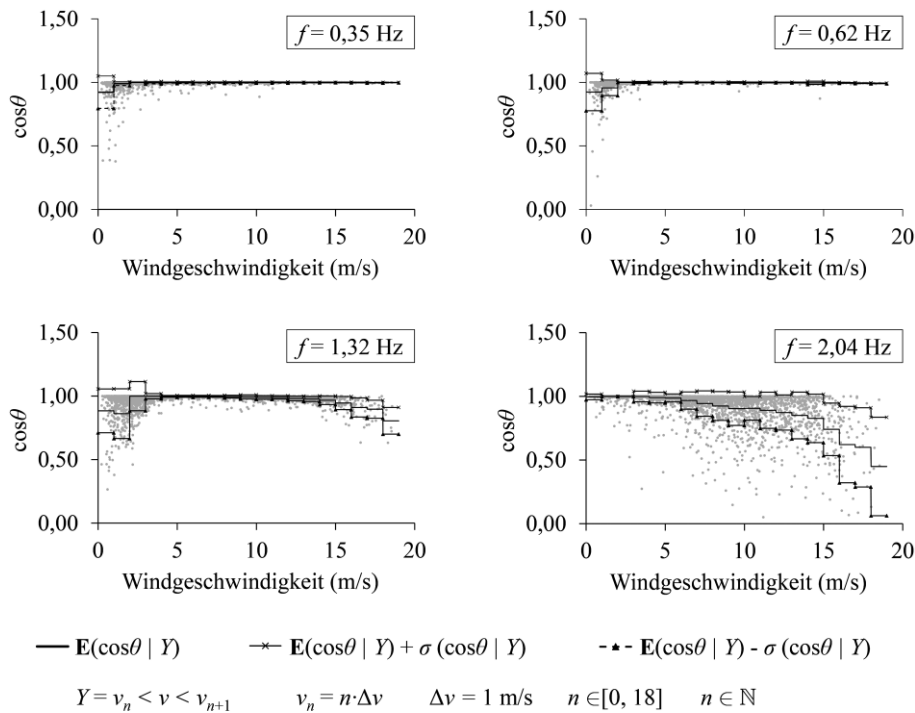 1,50
f = 0,35 Hz
1,00
cosθ
0,50
0,00
0 5 10 15 20
Windgeschwindigkeit (m/s)
1,50
f = 0,62 Hz
1,00
cosθ
0,50
0,00
0 5 10 15 20
Windgeschwindigkeit (m/s)
1,50
f = 1,32 Hz
1,00
cosθ
0,50
0,00
0 5 10 15 20
Windgeschwindigkeit (m/s)
1,50
f = 2,04 Hz
1,00
cosθ
0,50
0,00
0 5 10 15 20
Windgeschwindigkeit (m/s)
E(cosθ | Y) E(cosθ | Y) + σ (cosθ | Y) E(cosθ | Y) - σ (cosθ | Y)
Y = vₙ < v < vₙ₊₁ vₙ = n·Δv Δv = 1 m/s n ∈[0, 18] n ∈ ℕ